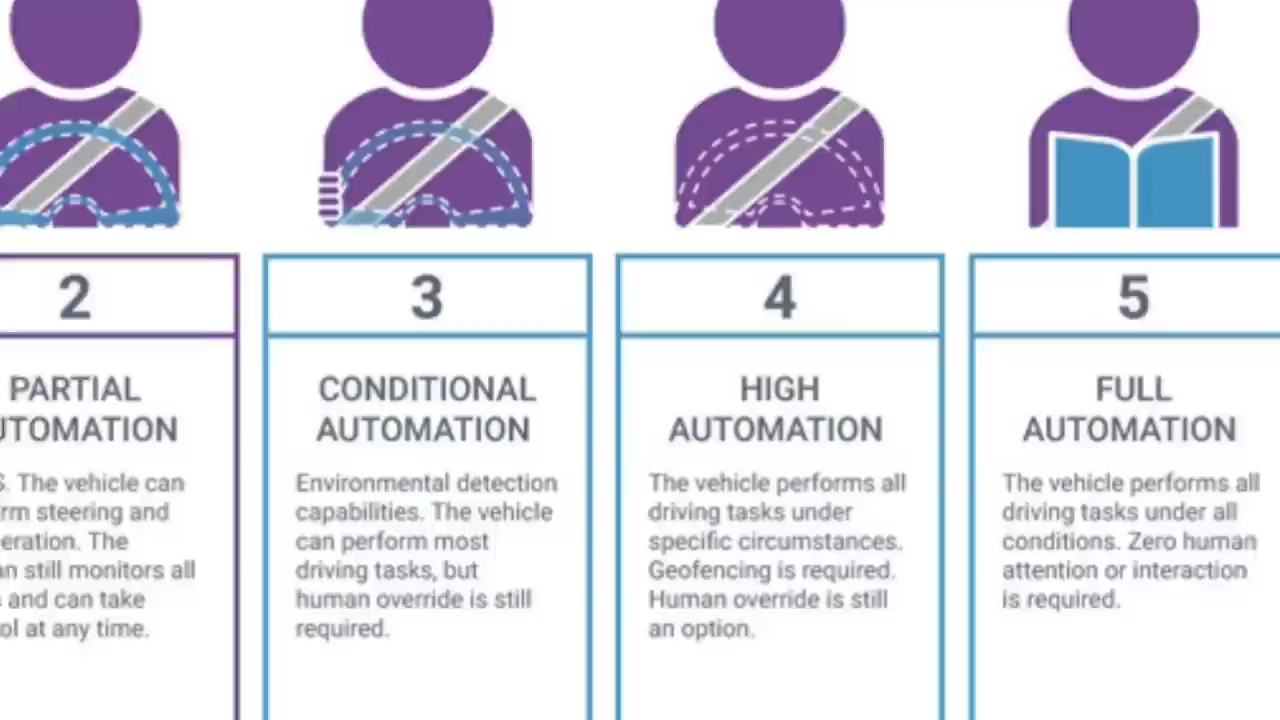 2
PARTIAL
UTOMATION
S. The vehicle can
rm steering and
eration. The
an still monitors all
and can take
ol at any time.
3
CONDITIONAL
AUTOMATION
Environmental detection
capabilities. The vehicle
can perform most
driving tasks, but
human override is still
required.
4
HIGH
AUTOMATION
The vehicle performs all
driving tasks under
specific circumstances.
Geofencing is required.
Human override is still
an option.
5
FULL
AUTOMATION
The vehicle performs all
driving tasks under all
conditions. Zero human
attention or interaction
is required.